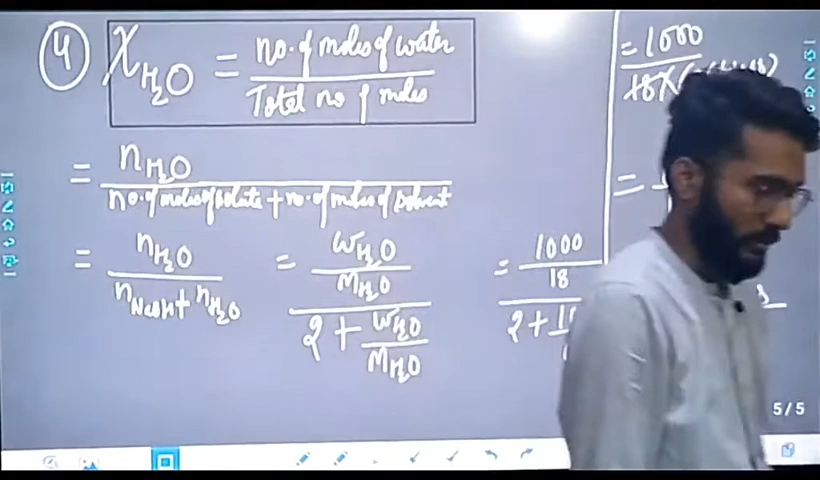 4 χH₂O = no. of moles of water / Total no of moles
= nH₂O / no. of moles of solute + no. of moles of solvent
= nH₂O / nNaOH + nH₂O = wH₂O/MH₂O / 2 + wH₂O/MH₂O = 1000/18 / 2 +
= 1000
=
5 / 5